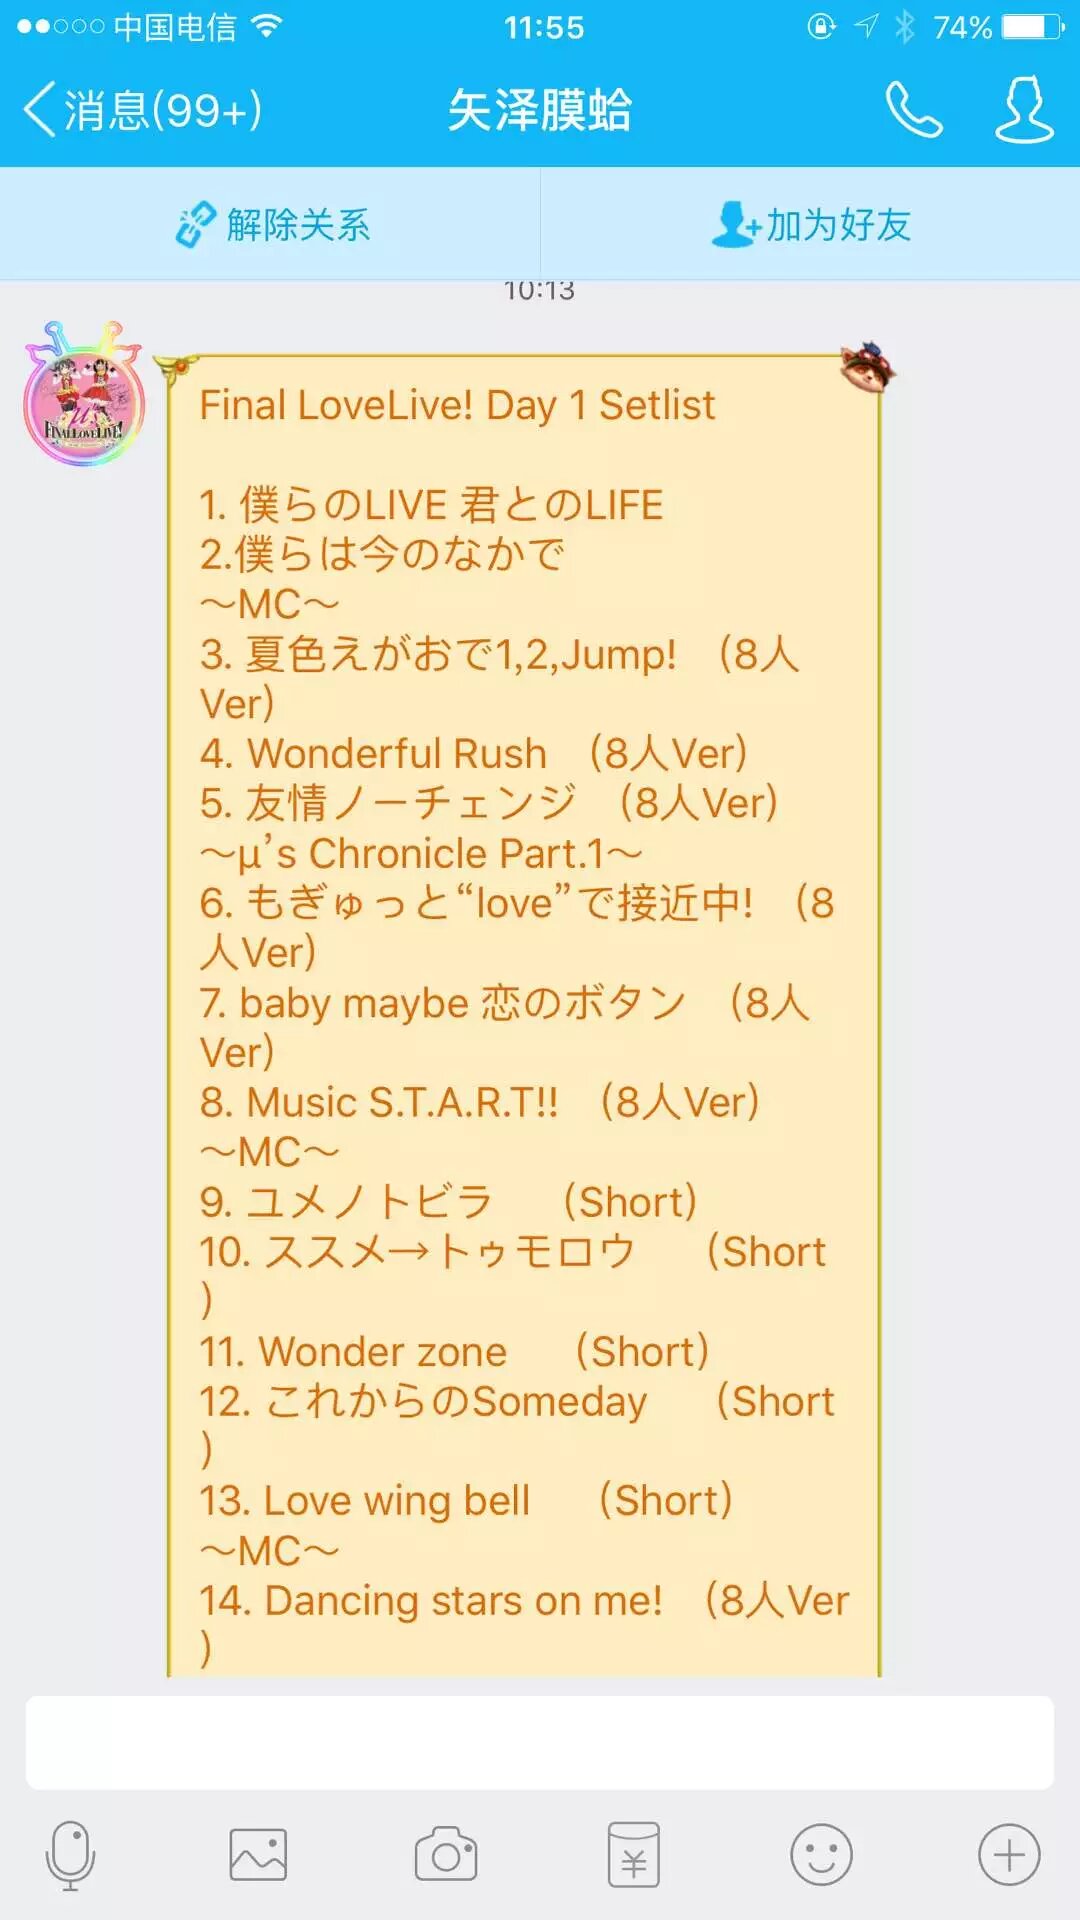 中国电信 11:55 74%
消息(99+) 矢泽膜蛤
解除关系 加为好友
10:13
μ's
FINAL LOVELIVE!
Final LoveLive! Day 1 Setlist
1. 僕らのLIVE 君とのLIFE
2.僕らは今のなかで
～MC～
3. 夏色えがおで1,2,Jump! （8人
Ver）
4. Wonderful Rush （8人Ver）
5. 友情ノーチェンジ （8人Ver）
～μ’s Chronicle Part.1～
6. もぎゅっと“love”で接近中! （8
人Ver）
7. baby maybe 恋のボタン （8人
Ver）
8. Music S.T.A.R.T!! （8人Ver）
～MC～
9. ユメノトビラ （Short）
10. ススメ→トゥモロウ （Short
）
11. Wonder zone （Short）
12. これからのSomeday （Short
）
13. Love wing bell （Short）
～MC～
14. Dancing stars on me! （8人Ver
）